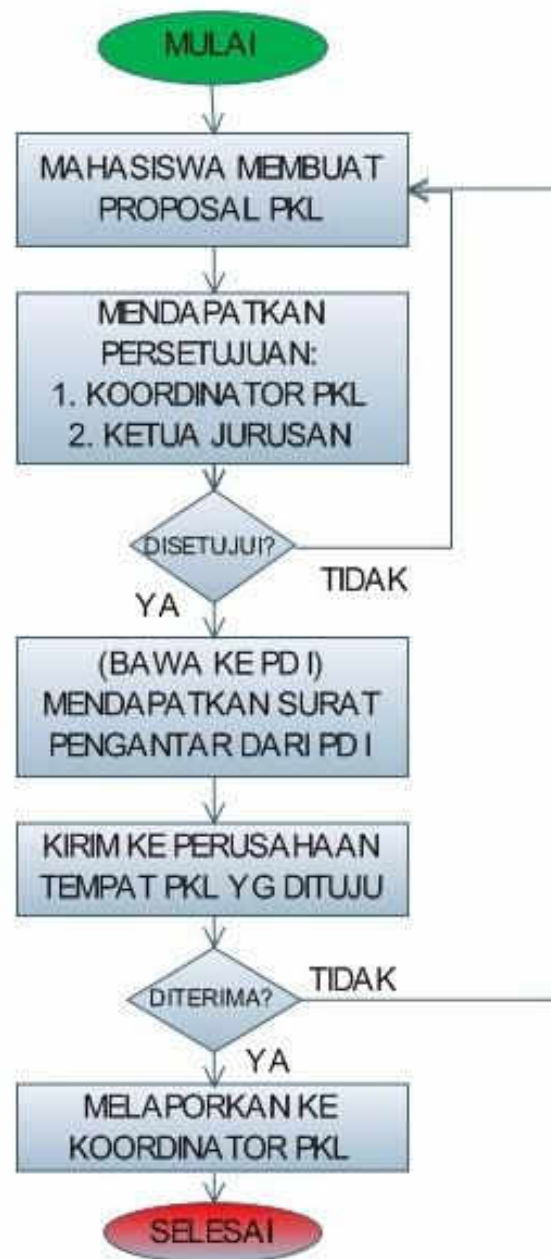 MULAI
MAHASISWA MEMBUAT
PROPOSAL PKL
MENDAPATKAN
PERSETUJUAN:
1. KOORDINATOR PKL
2. KETUA JURUSAN
DISETUJUI?
TIDAK
YA
(BAWA KE PD I)
MENDAPATKAN SURAT
PENGANTAR DARI PD I
KIRIM KE PERUSAHAAN
TEMPAT PKL YG DITUJU
TIDAK
DITERIMA?
YA
MELAPORKAN KE
KOORDINATOR PKL
SELESAI